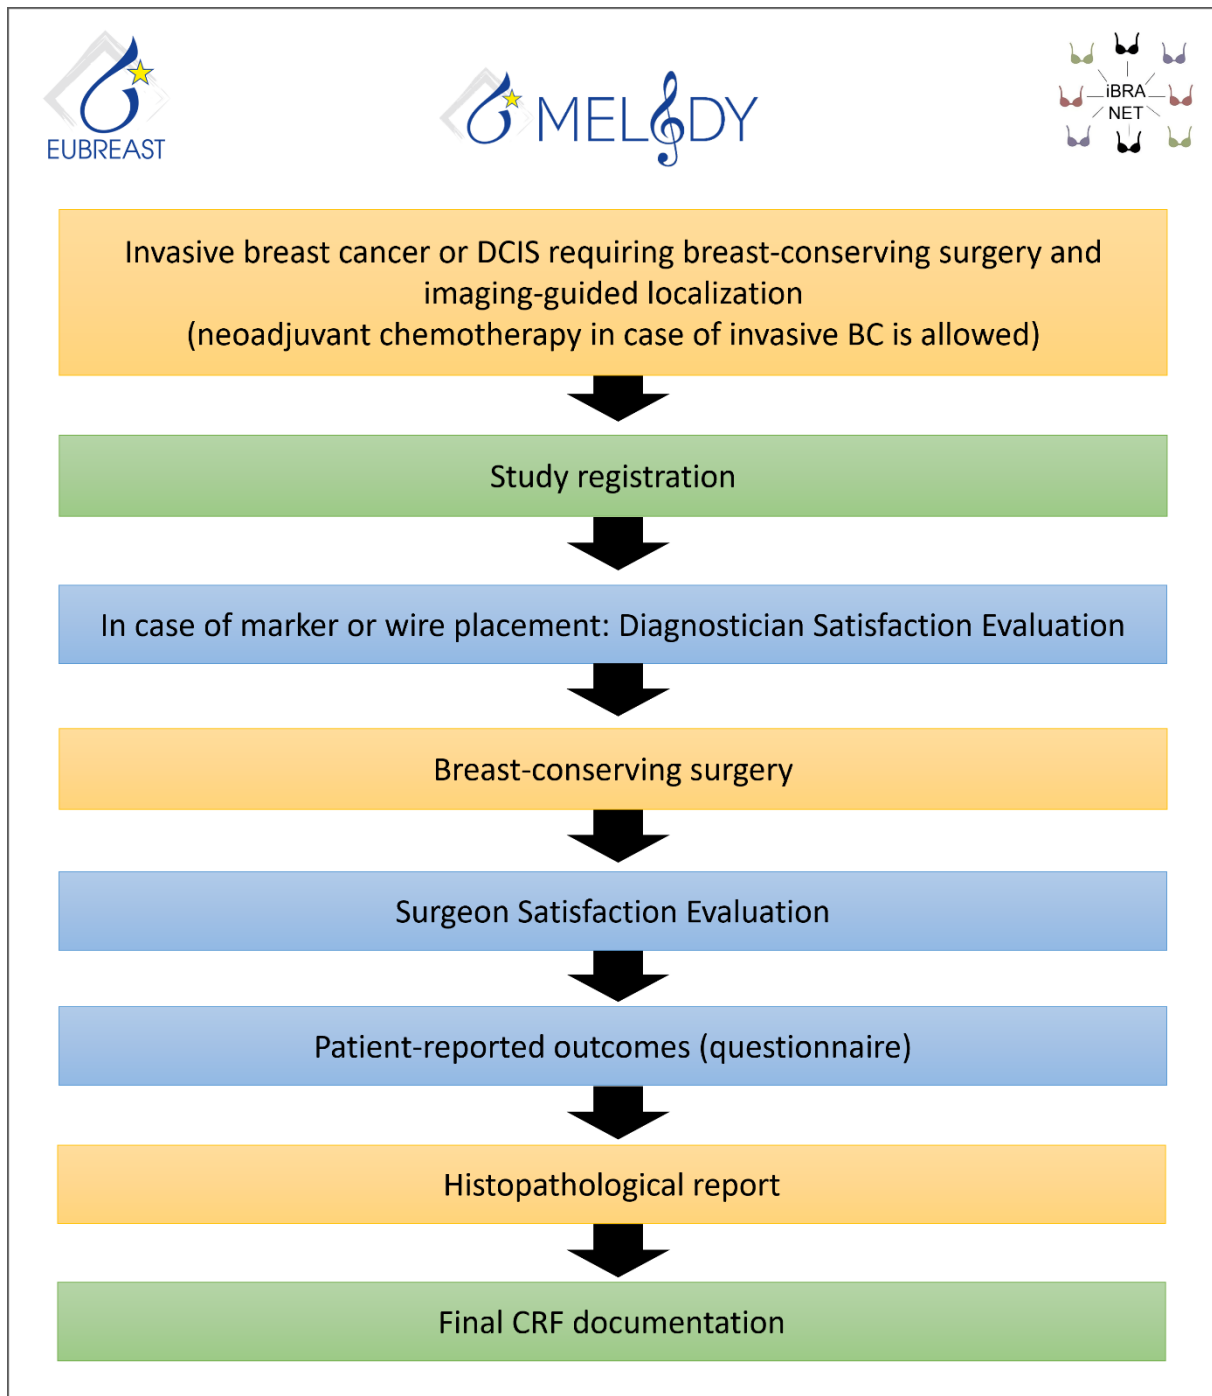 EUBREAST
MELODY
iBRA
NET
Invasive breast cancer or DCIS requiring breast-conserving surgery and
imaging-guided localization
(neoadjuvant chemotherapy in case of invasive BC is allowed)
Study registration
In case of marker or wire placement: Diagnostician Satisfaction Evaluation
Breast-conserving surgery
Surgeon Satisfaction Evaluation
Patient-reported outcomes (questionnaire)
Histopathological report
Final CRF documentation